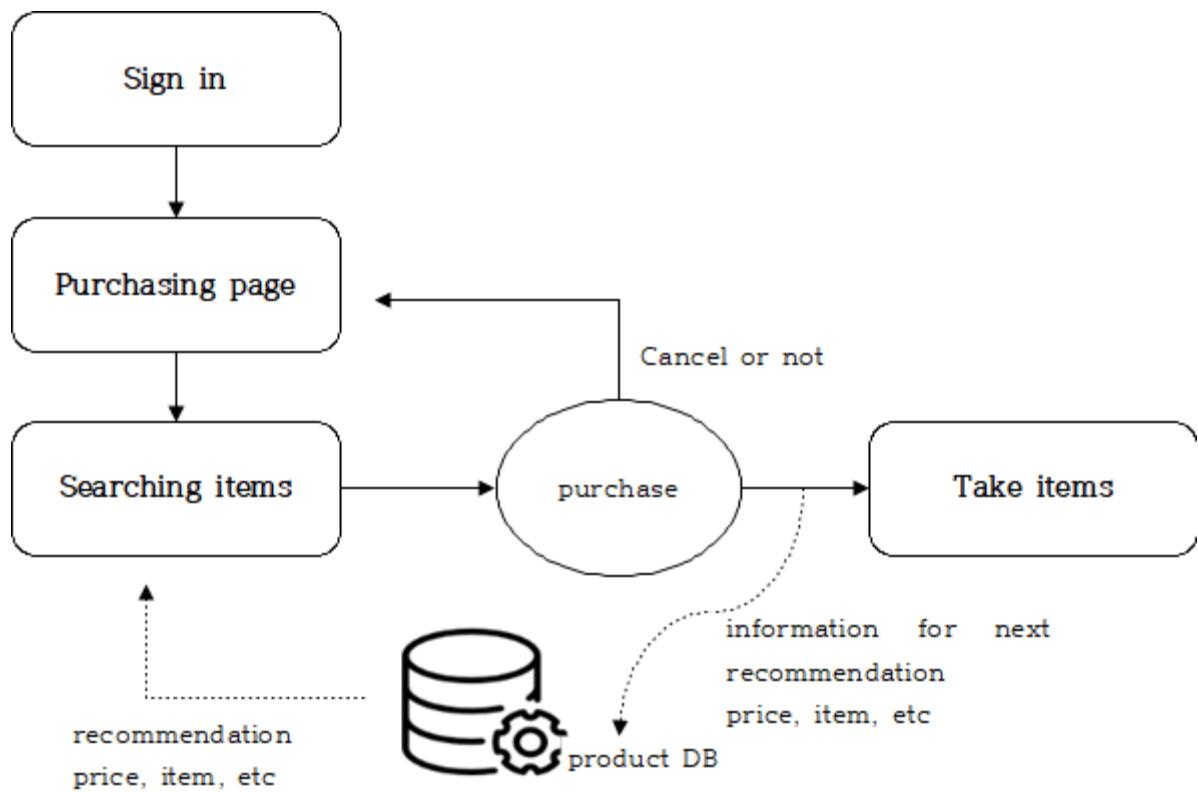 Sign in
Purchasing page
Cancel or not
Searching items
purchase
Take items
information for next
recommendation
price, item, etc
recommendation
price, item, etc
product DB